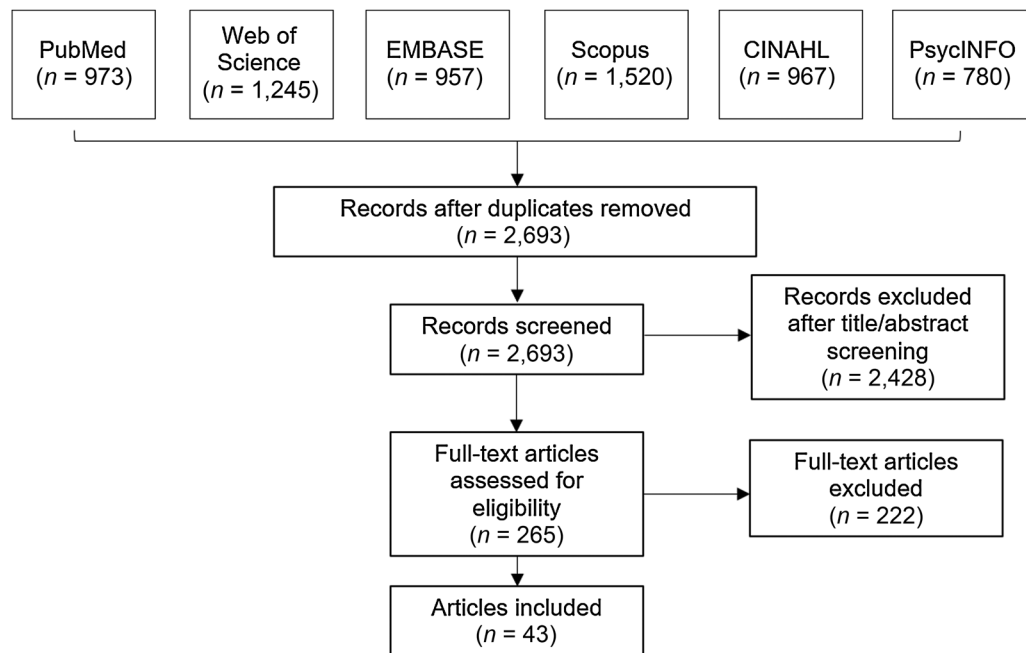 PubMed
(n = 973)
Web of
Science
(n = 1,245)
EMBASE
(n = 957)
Scopus
(n = 1,520)
CINAHL
(n = 967)
PsycINFO
(n = 780)
Records after duplicates removed
(n = 2,693)
Records screened
(n = 2,693)
Records excluded
after title/abstract
screening
(n = 2,428)
Full-text articles
assessed for
eligibility
(n = 265)
Full-text articles
excluded
(n = 222)
Articles included
(n = 43)